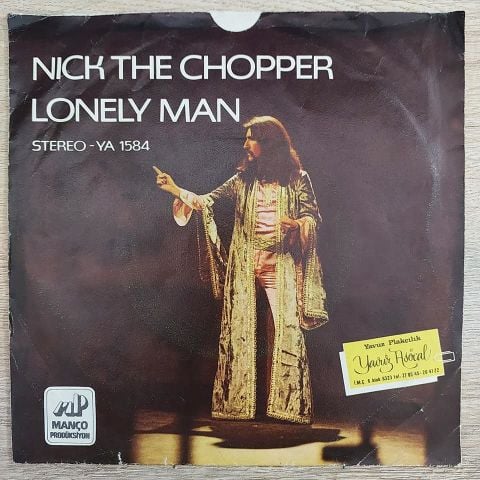 NICK THE CHOPPER
LONELY MAN
STEREO - YA 1584
Yavuz Plakçılık
Yavuz Asöcal
MANÇO
PRODÜKSİYON